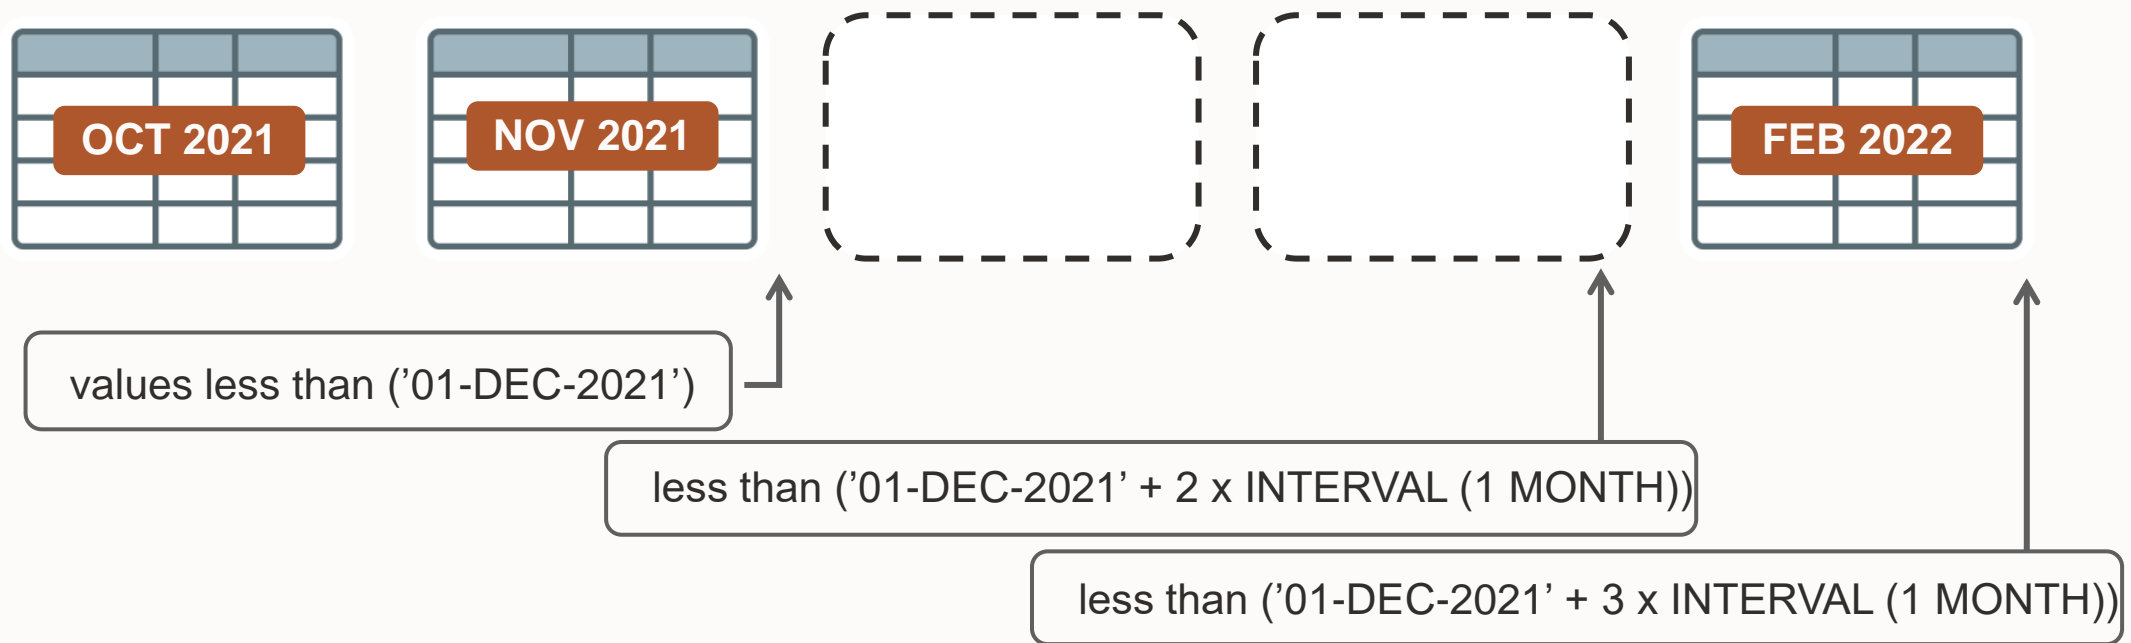 OCT 2021
NOV 2021
FEB 2022
values less than (’01-DEC-2021’)
less than (’01-DEC-2021’ + 2 x INTERVAL (1 MONTH))
less than (’01-DEC-2021’ + 3 x INTERVAL (1 MONTH))